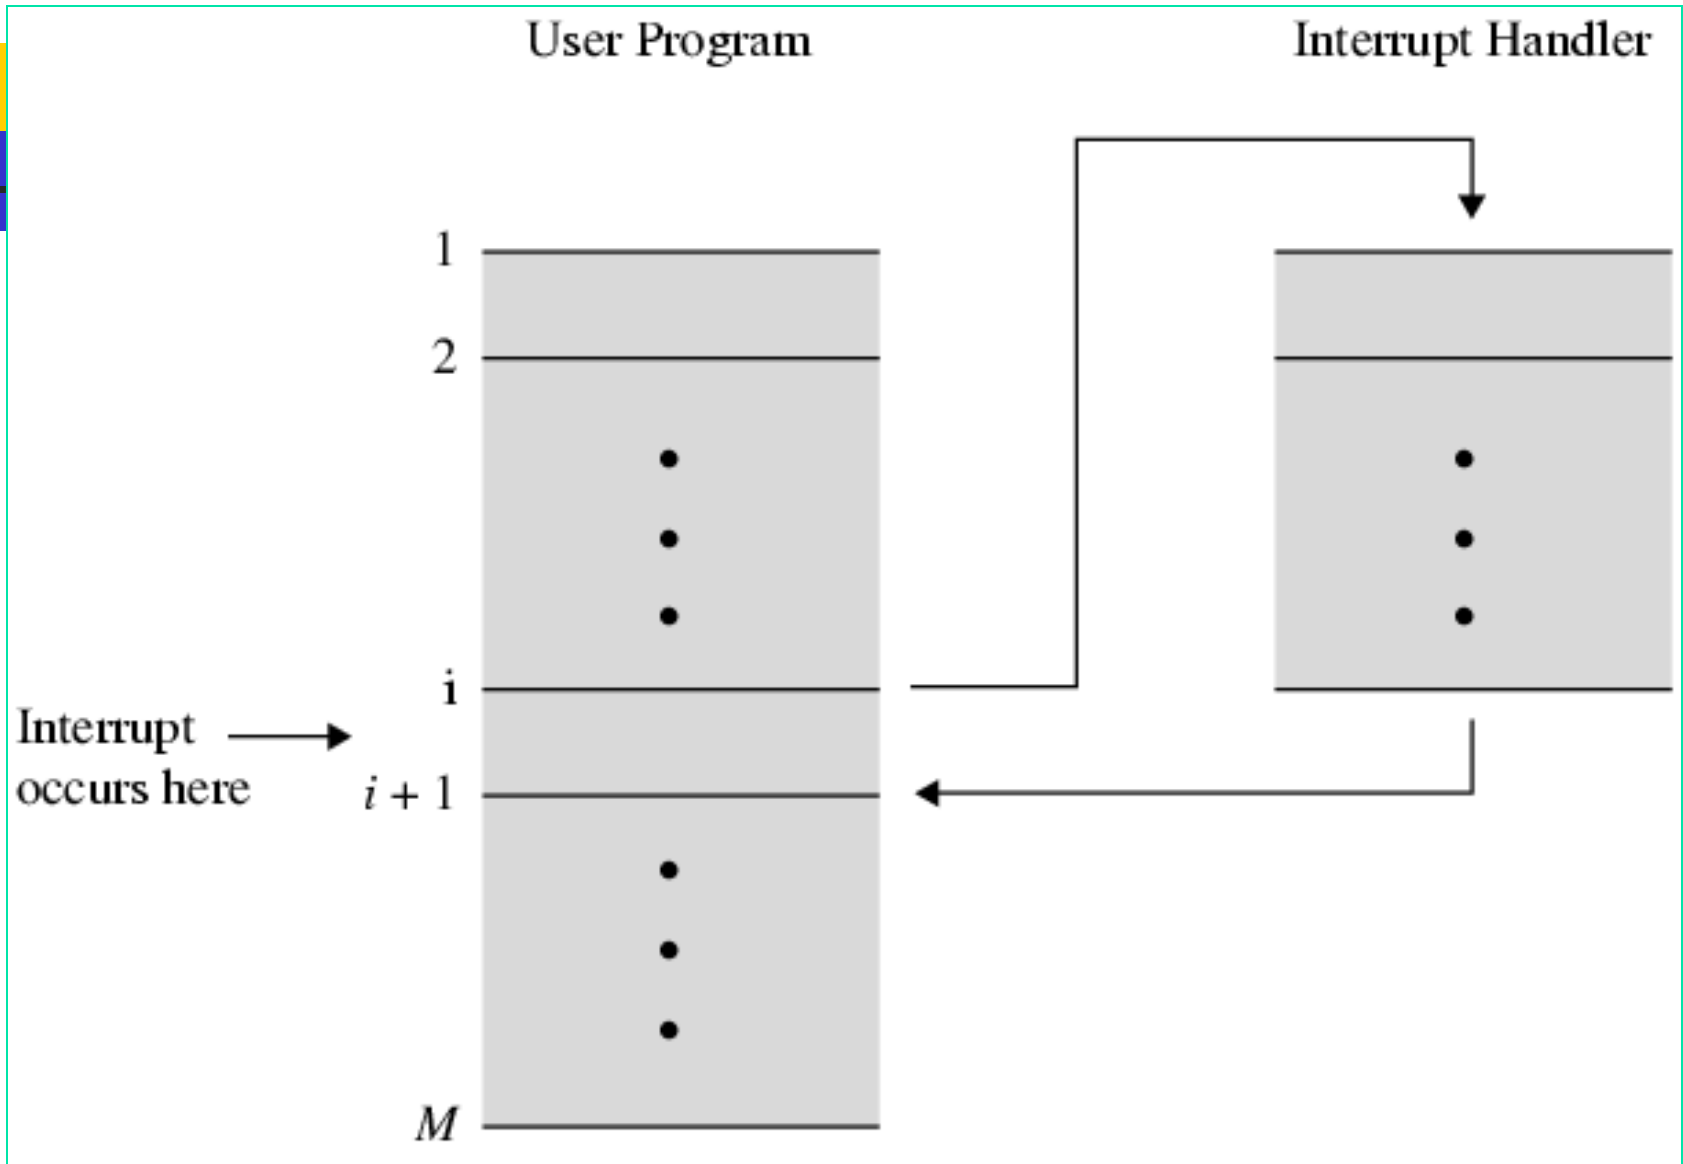 User Program
Interrupt Handler
1
2
i
Interrupt
occurs here
i + 1
M